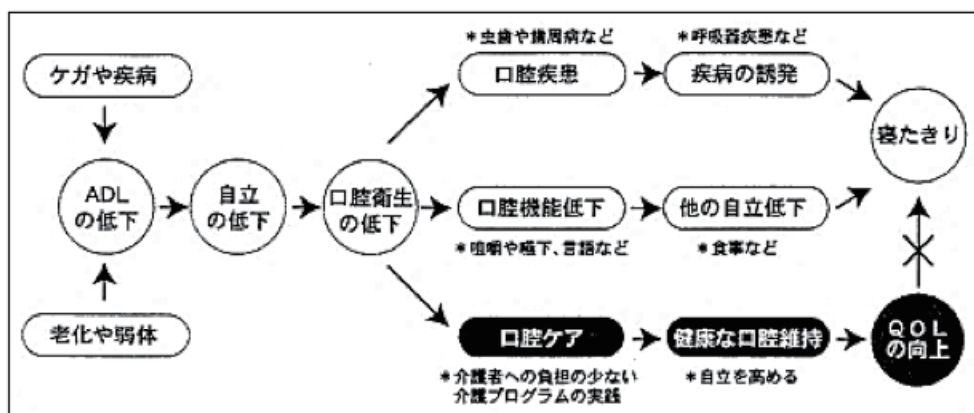 ケガや疾病
ADL
の低下
老化や弱体
自立
の低下
口腔衛生
の低下
＊虫歯や歯周病など
口腔疾患
＊呼吸器疾患など
疾病の誘発
寝たきり
口腔機能低下
＊咀嚼や嚥下、言語など
他の自立低下
＊食事など
口腔ケア
＊介護者への負担の少ない
介護プログラムの実践
健康な口腔維持
＊自立を高める
QOL
の向上